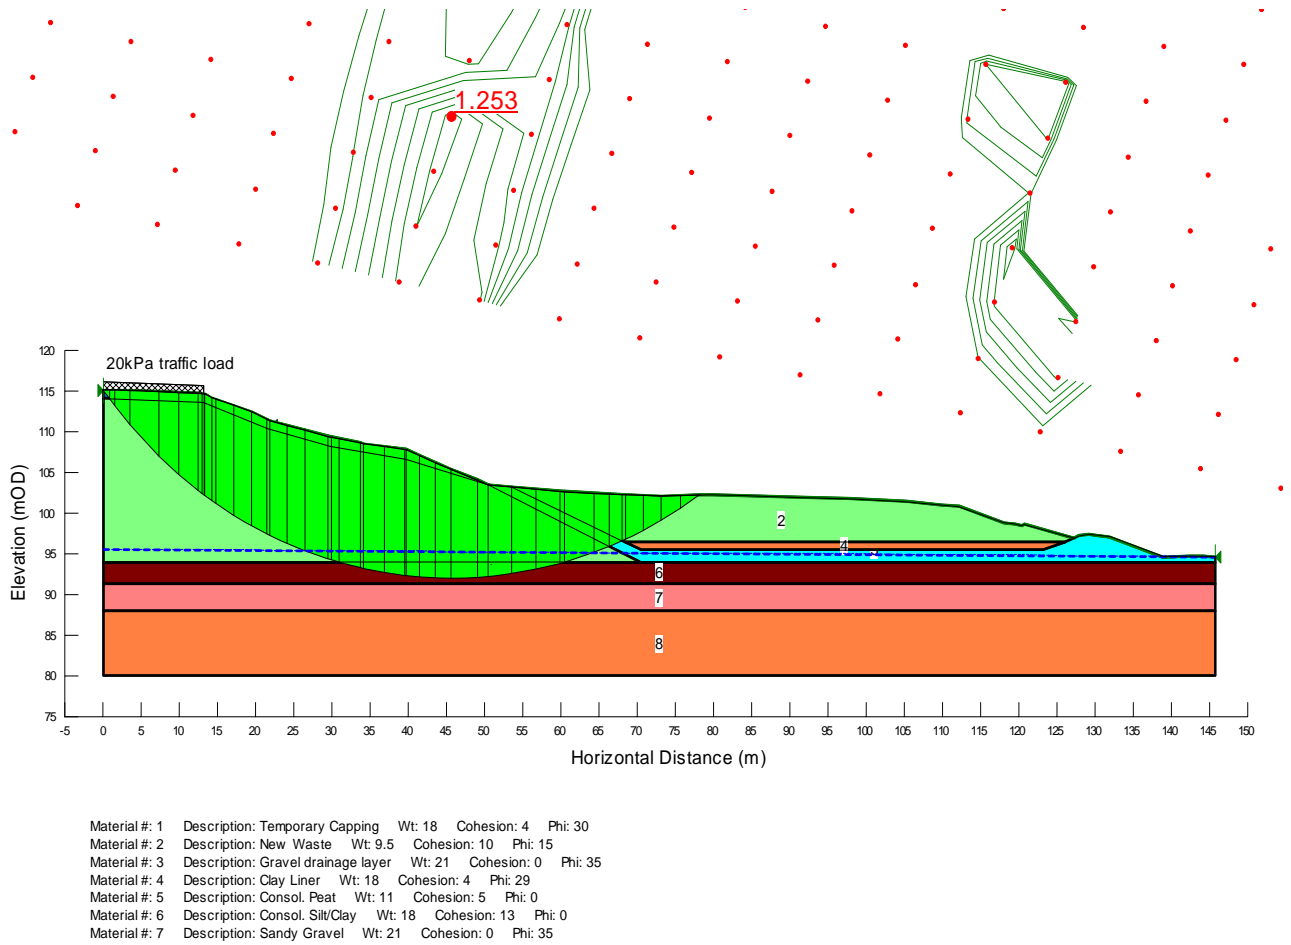 1.253
20kPa traffic load
120
115
110
105
100
95
90
85
80
75
Elevation (mOD)
2
4
6
7
8
-5 0 5 10 15 20 25 30 35 40 45 50 55 60 65 70 75 80 85 90 95 100 105 110 115 120 125 130 135 140 145 150
Horizontal Distance (m)
Material #: 1 Description: Temporary Capping Wt: 18 Cohesion: 4 Phi: 30
Material #: 2 Description: New Waste Wt: 9.5 Cohesion: 10 Phi: 15
Material #: 3 Description: Gravel drainage layer Wt: 21 Cohesion: 0 Phi: 35
Material #: 4 Description: Clay Liner Wt: 18 Cohesion: 4 Phi: 29
Material #: 5 Description: Consol. Peat Wt: 11 Cohesion: 5 Phi: 0
Material #: 6 Description: Consol. Silt/Clay Wt: 18 Cohesion: 13 Phi: 0
Material #: 7 Description: Sandy Gravel Wt: 21 Cohesion: 0 Phi: 35